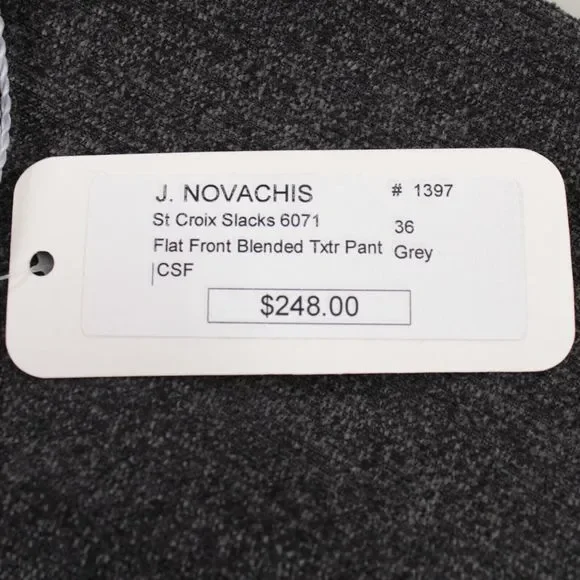 J. NOVACHIS # 1397
St Croix Slacks 6071 36
Flat Front Blended Txtr Pant Grey
CSF
$248.00